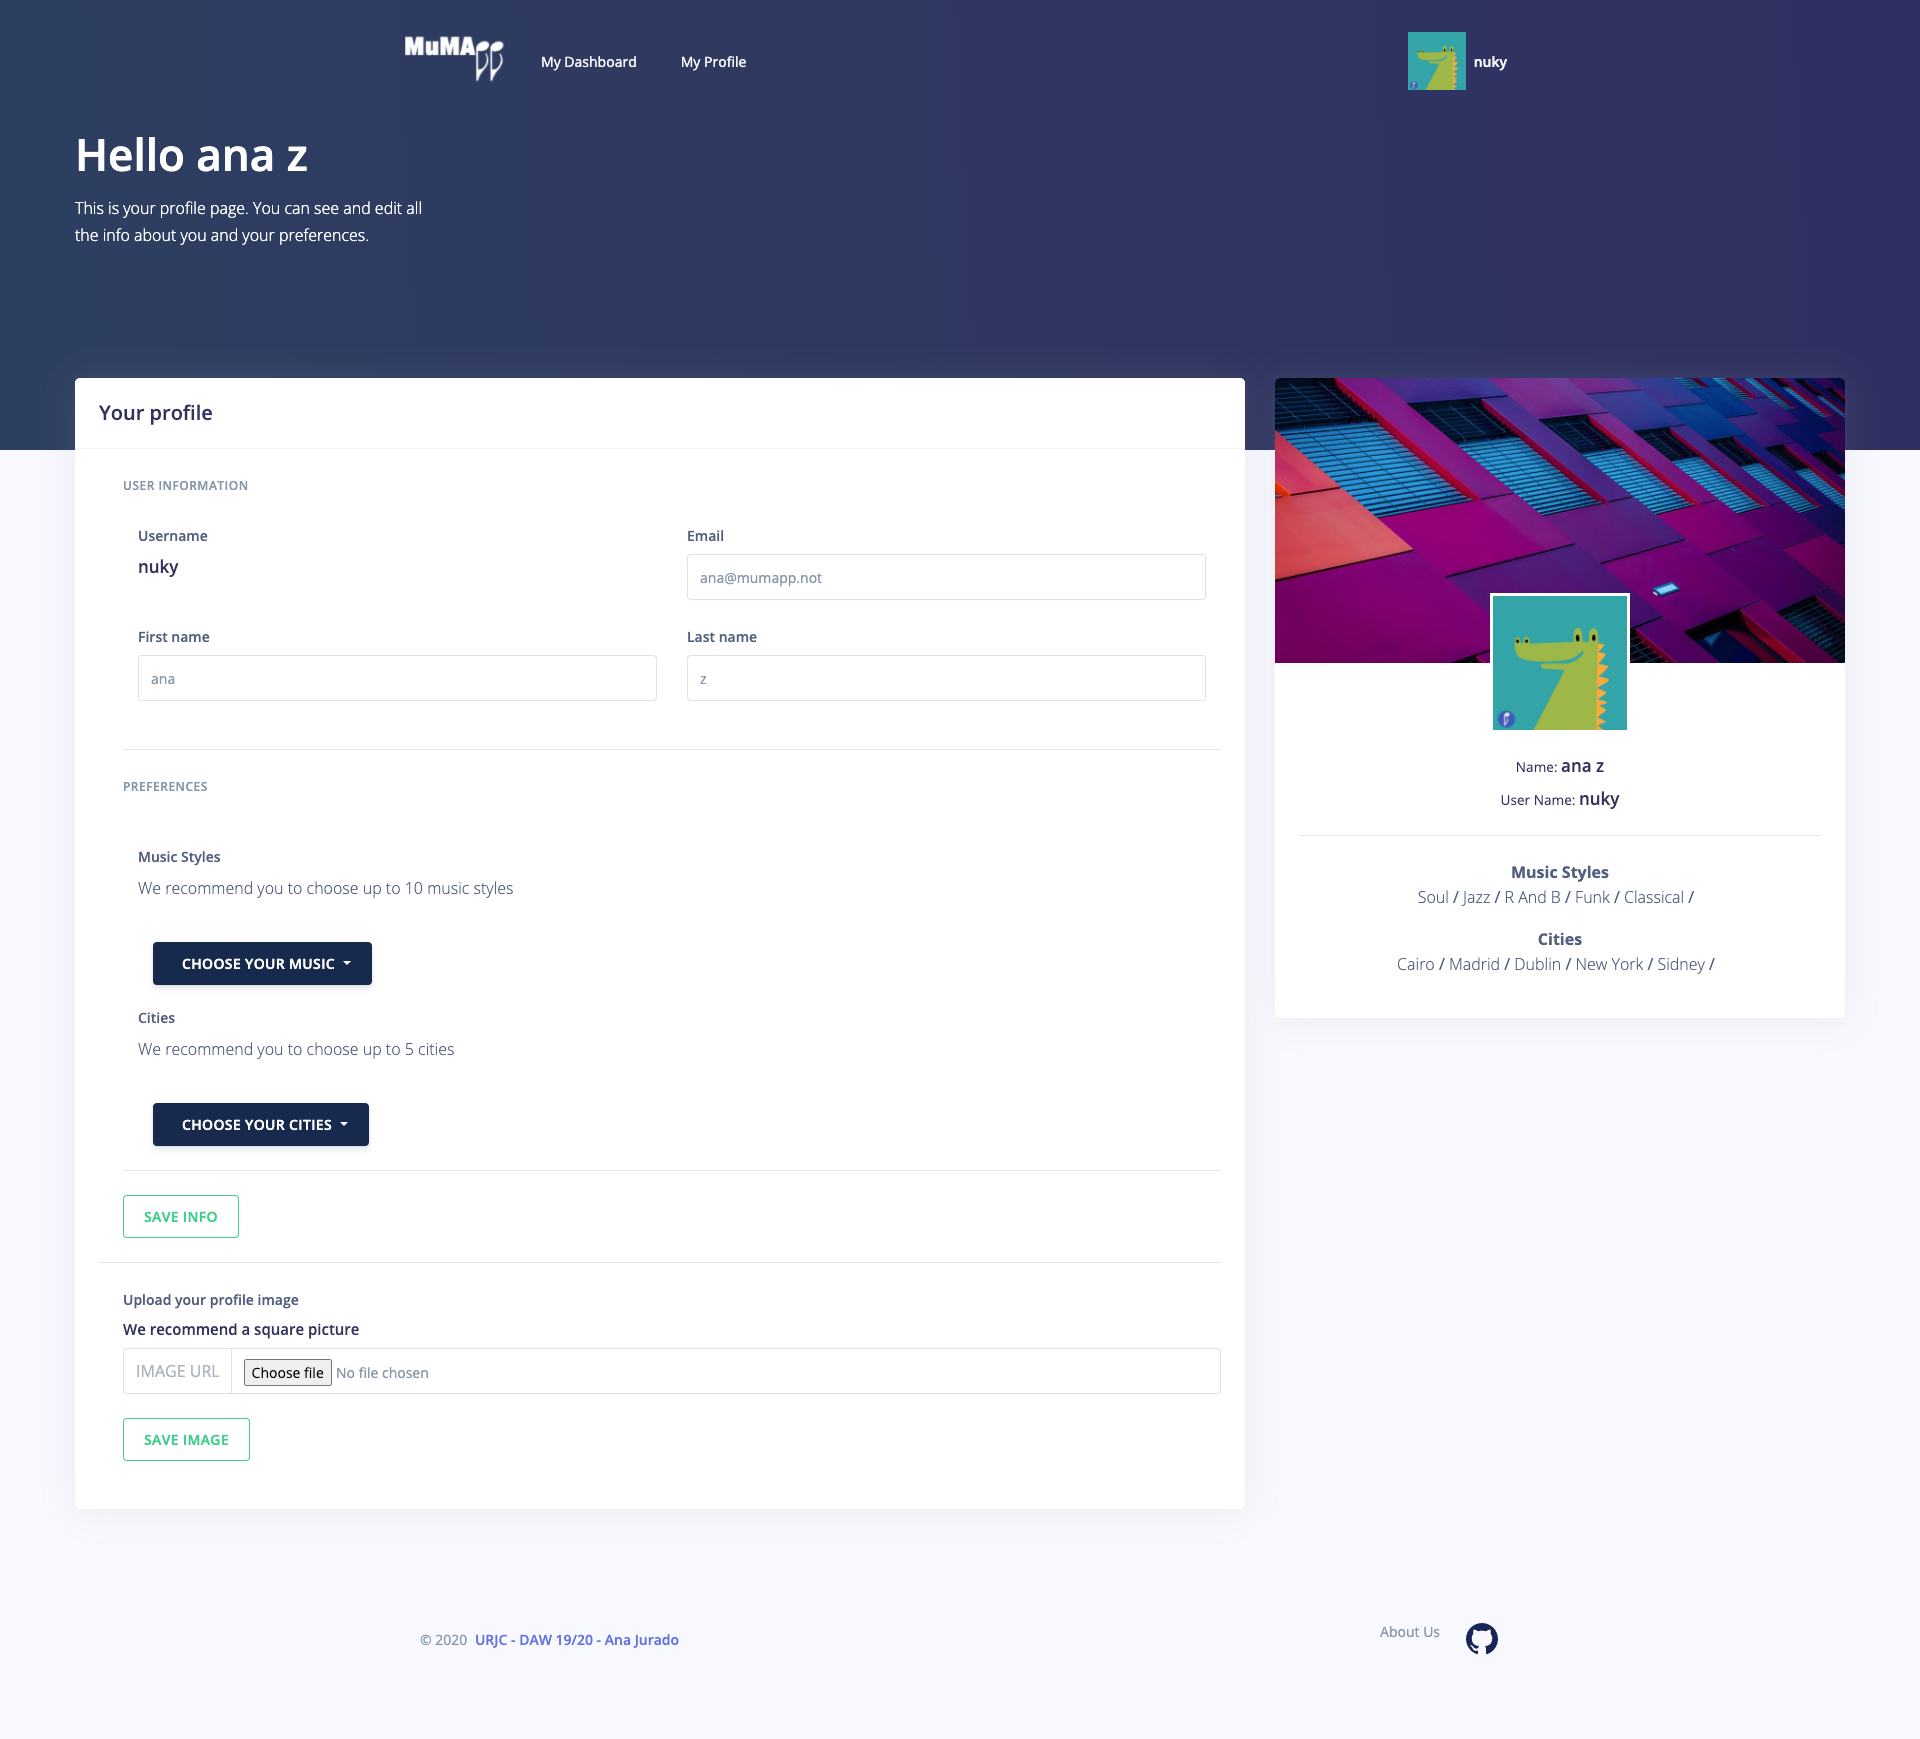 MuMApp
My Dashboard
My Profile
nuky
Hello ana z
This is your profile page. You can see and edit all
the info about you and your preferences.
Your profile
USER INFORMATION
Username
nuky
Email
ana@mumapp.not
First name
ana
Last name
z
PREFERENCES
Music Styles
We recommend you to choose up to 10 music styles
CHOOSE YOUR MUSIC
Cities
We recommend you to choose up to 5 cities
CHOOSE YOUR CITIES
SAVE INFO
Upload your profile image
We recommend a square picture
IMAGE URL
Choose file No file chosen
SAVE IMAGE
Name: ana z
User Name: nuky
Music Styles
Soul / Jazz / R And B / Funk / Classical /
Cities
Cairo / Madrid / Dublin / New York / Sidney /
© 2020 URJC - DAW 19/20 - Ana Jurado
About Us